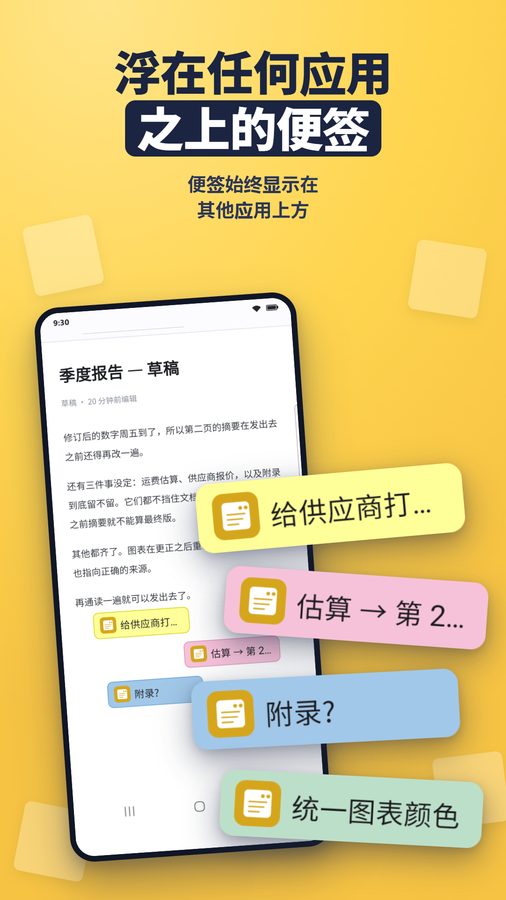 浮在任何应用
之上的便签
便签始终显示在
其他应用上方
9:30
季度报告 — 草稿
草稿 • 20 分钟前编辑
修订后的数字周五到了，所以第二页的摘要在发出去
之前还得再改一遍。
还有三件事没定：运费估算、供应商报价，以及附录
到底留不留。它们都不挡住文档
之前摘要就不能算最终版。
其他都齐了。图表在更正之后重
也指向正确的来源。
再通读一遍就可以发出去了。
给供应商打...
估算 → 第 2...
附录?
给供应商打...
估算 → 第 2...
附录?
统一图表颜色